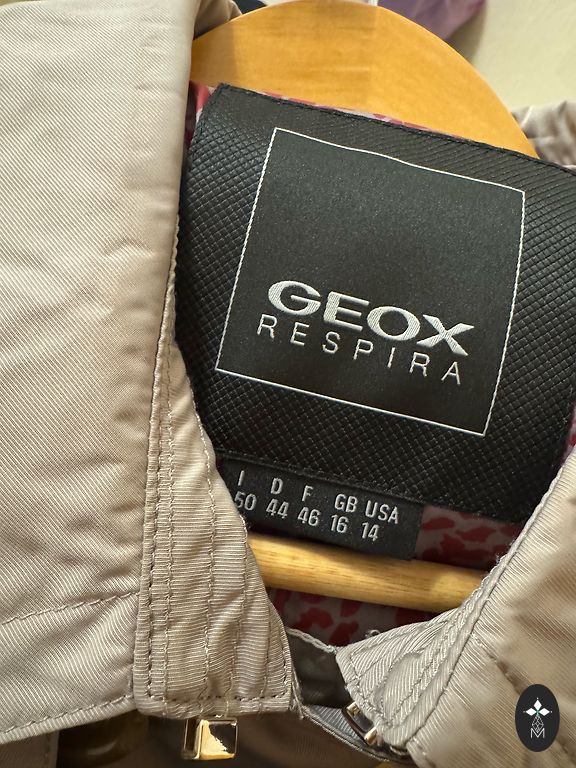 GEOX
RESPIRA
I D F GB USA
50 44 46 16 14
M